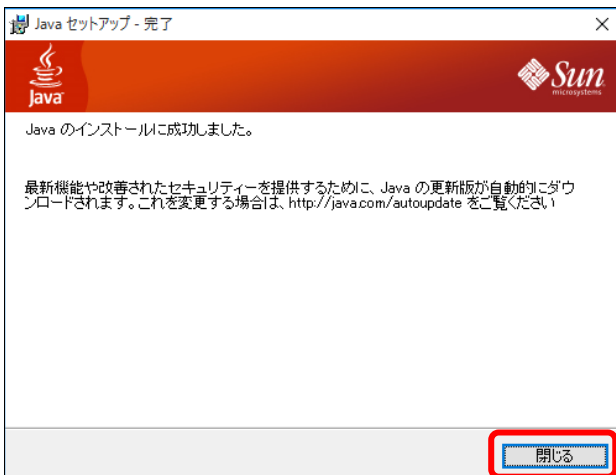 Java セットアップ - 完了
Java
Sun
microsystems
Java のインストールに成功しました。
最新機能や改善されたセキュリティーを提供するために、Java の更新版が自動的にダウ
ンロードされます。これを変更する場合は、http://java.com/autoupdate をご覧ください
閉じる